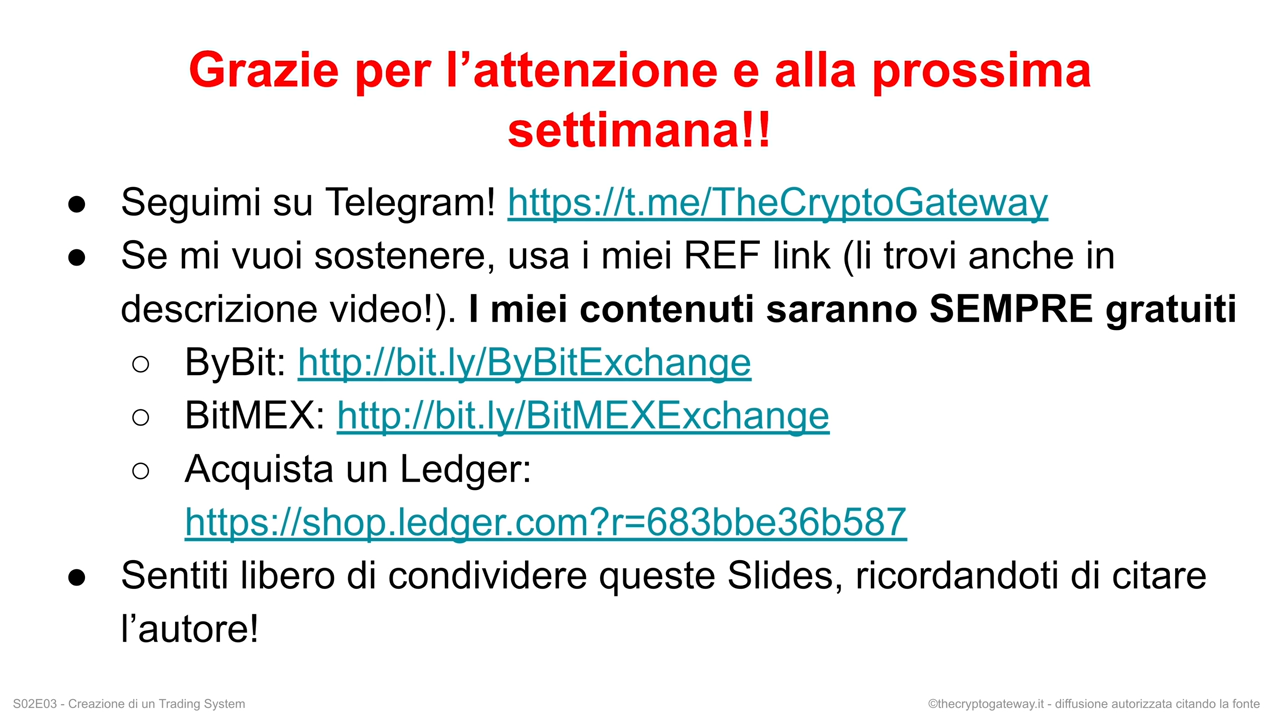 Grazie per l’attenzione e alla prossima
settimana!!
● Seguimi su Telegram! https://t.me/TheCryptoGateway
● Se mi vuoi sostenere, usa i miei REF link (li trovi anche in
descrizione video!). I miei contenuti saranno SEMPRE gratuiti
○ ByBit: http://bit.ly/ByBitExchange
○ BitMEX: http://bit.ly/BitMEXExchange
○ Acquista un Ledger:
https://shop.ledger.com?r=683bbe36b587
● Sentiti libero di condividere queste Slides, ricordandoti di citare
l’autore!
S02E03 - Creazione di un Trading System
©thecryptogateway.it - diffusione autorizzata citando la fonte